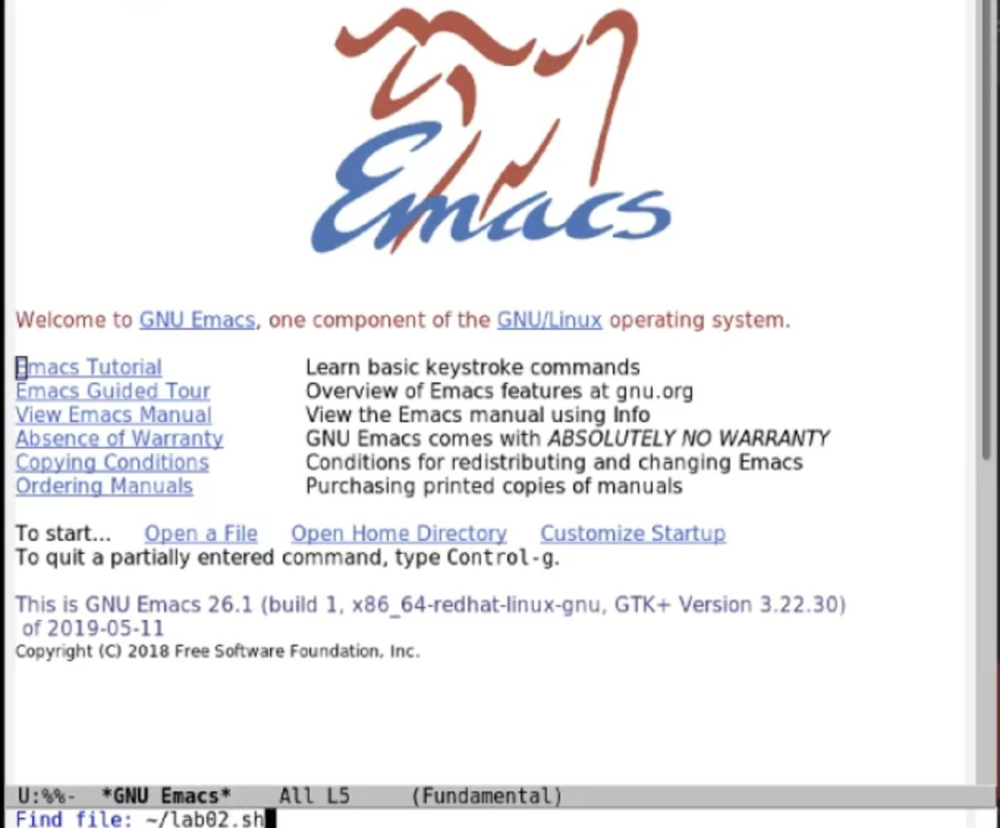 Emacs
Welcome to GNU Emacs, one component of the GNU/Linux operating system.
Emacs Tutorial Learn basic keystroke commands
Emacs Guided Tour Overview of Emacs features at gnu.org
View Emacs Manual View the Emacs manual using Info
Absence of Warranty GNU Emacs comes with ABSOLUTELY NO WARRANTY
Copying Conditions Conditions for redistributing and changing Emacs
Ordering Manuals Purchasing printed copies of manuals
To start... Open a File Open Home Directory Customize Startup
To quit a partially entered command, type Control-g.
This is GNU Emacs 26.1 (build 1, x86_64-redhat-linux-gnu, GTK+ Version 3.22.30)
of 2019-05-11
Copyright (C) 2018 Free Software Foundation, Inc.
U:%%- *GNU Emacs* All L5 (Fundamental)
Find file: ~/lab02.sh